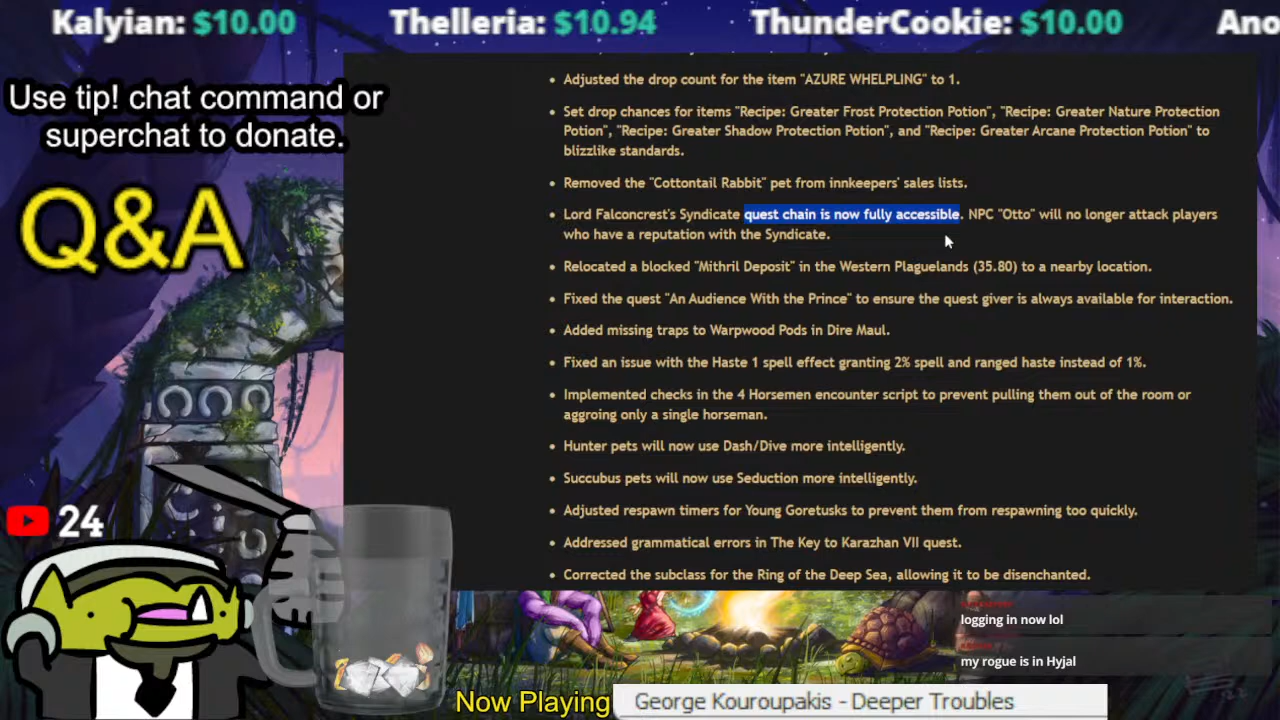 Kalyian: $10.00 Thelleria: $10.94 ThunderCookie: $10.00 Ano
Use tip! chat command or
superchat to donate.
Q&A
• Adjusted the drop count for the item "AZURE WHELPLING" to 1.
• Set drop chances for items "Recipe: Greater Frost Protection Potion", "Recipe: Greater Nature Protection
Potion", "Recipe: Greater Shadow Protection Potion", and "Recipe: Greater Arcane Protection Potion" to
blizzlike standards.
• Removed the "Cottontail Rabbit" pet from innkeepers' sales lists.
• Lord Falconcrest's Syndicate quest chain is now fully accessible. NPC "Otto" will no longer attack players
who have a reputation with the Syndicate.
• Relocated a blocked "Mithril Deposit" in the Western Plaguelands (35.80) to a nearby location.
• Fixed the quest "An Audience With the Prince" to ensure the quest giver is always available for interaction.
• Added missing traps to Warpwood Pods in Dire Maul.
• Fixed an issue with the Haste 1 spell effect granting 2% spell and ranged haste instead of 1%.
• Implemented checks in the 4 Horsemen encounter script to prevent pulling them out of the room or
aggroing only a single horseman.
• Hunter pets will now use Dash/Dive more intelligently.
• Succubus pets will now use Seduction more intelligently.
• Adjusted respawn timers for Young Goretusks to prevent them from respawning too quickly.
• Addressed grammatical errors in The Key to Karazhan VII quest.
• Corrected the subclass for the Ring of the Deep Sea, allowing it to be disenchanted.
24
logging in now lol
my rogue is in Hyjal
Now Playing George Kouroupakis - Deeper Troubles